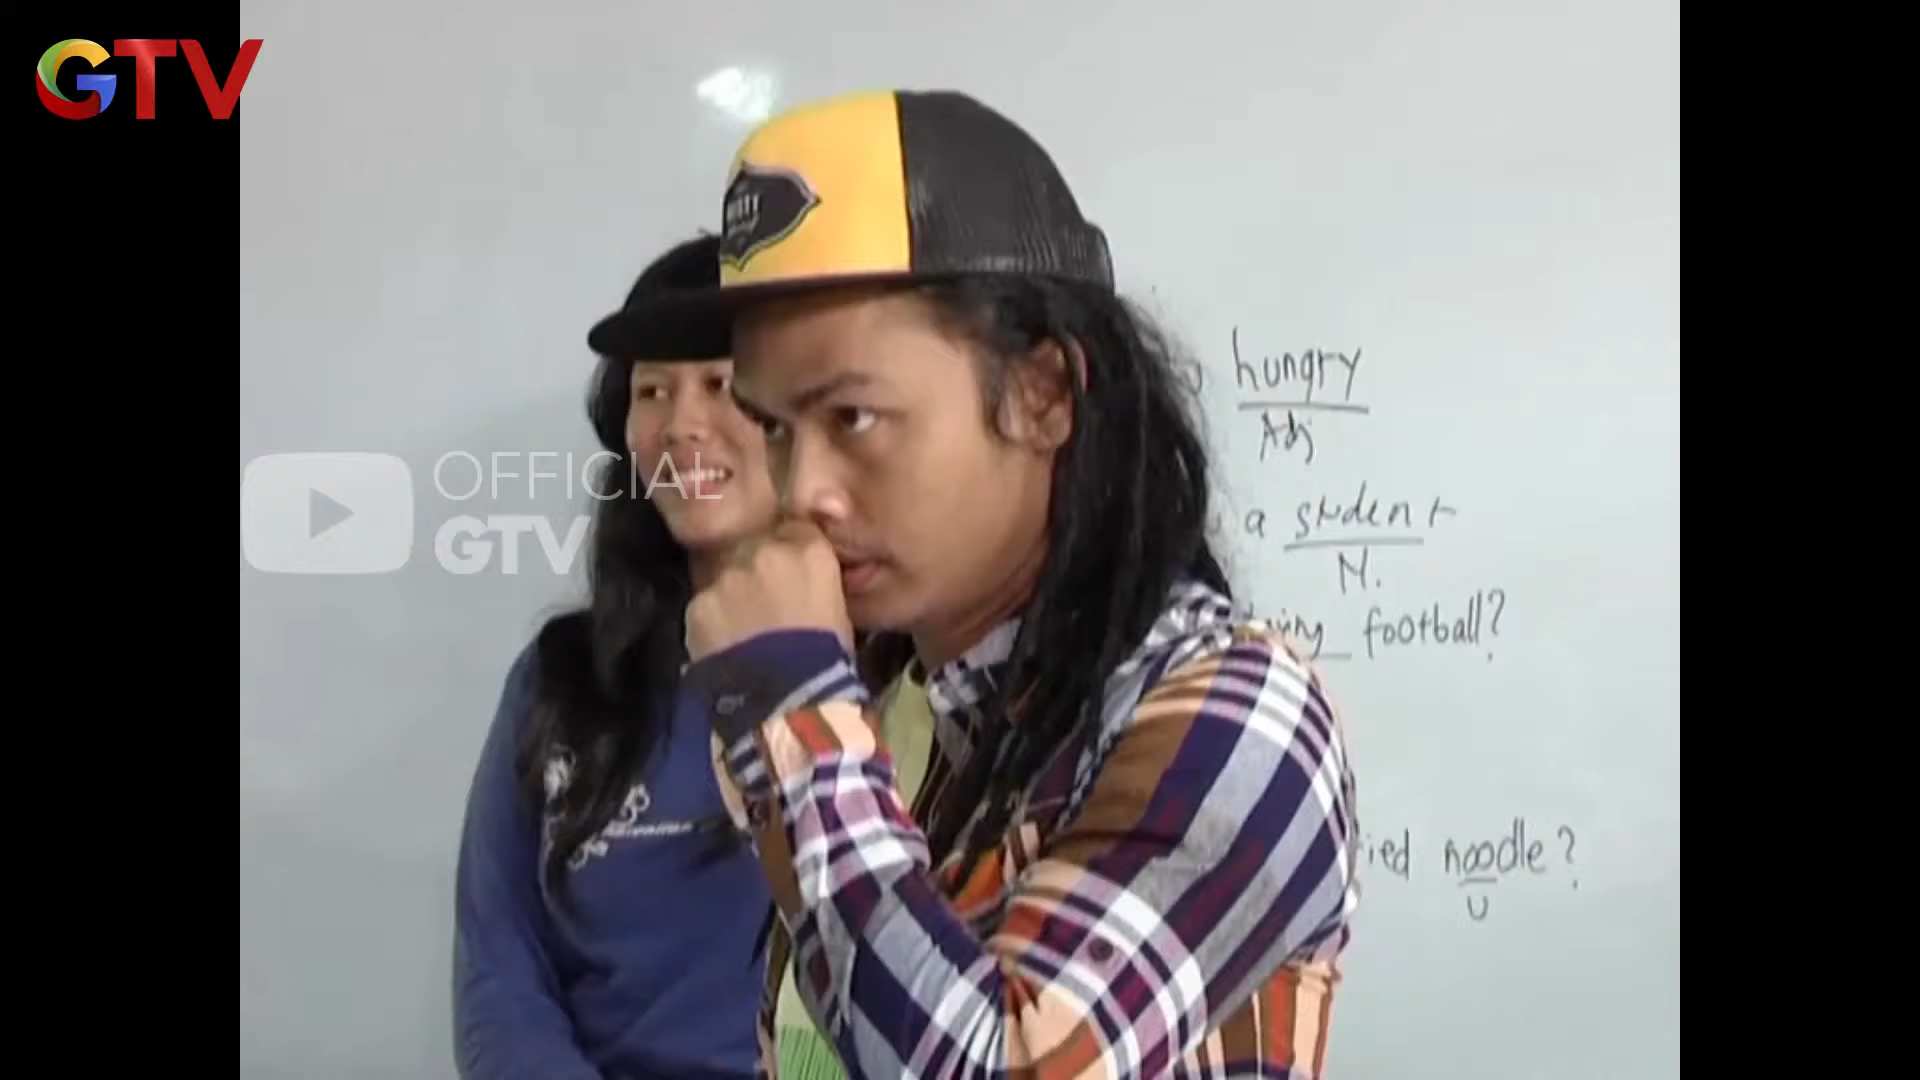 GTV
OFFICIAL
GTV
hungry
Adj
a student
N.
football?
noodle?
U